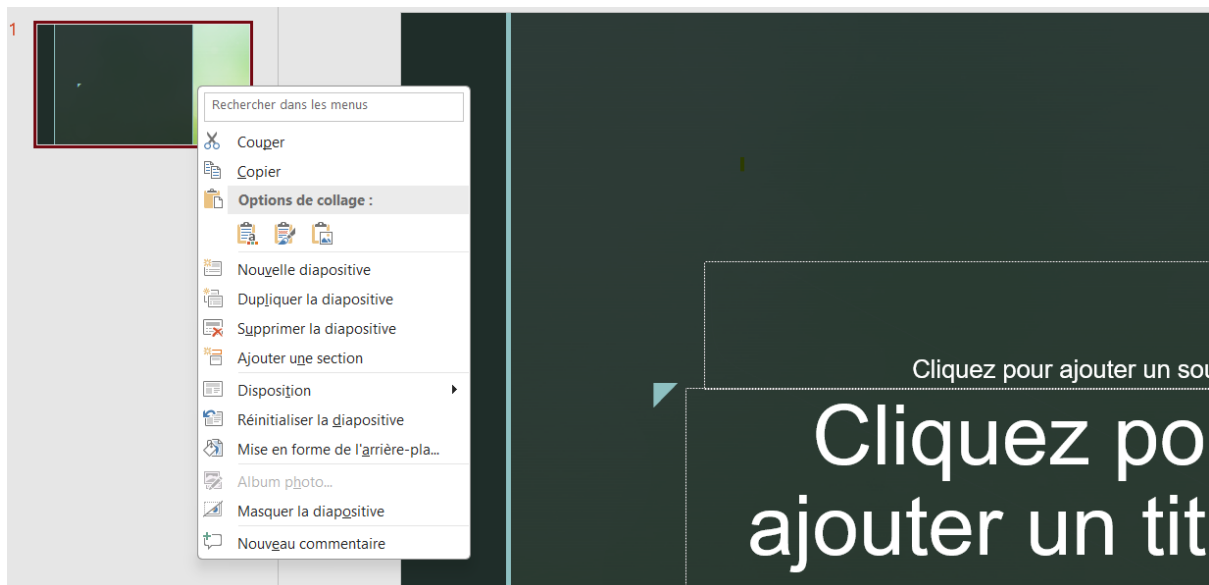 1
Rechercher dans les menus
Couper
Copier
Options de collage :
Nouvelle diapositive
Dupliquer la diapositive
Supprimer la diapositive
Ajouter une section
Disposition
Réinitialiser la diapositive
Mise en forme de l'arrière-pla...
Album photo...
Masquer la diapositive
Nouveau commentaire
Cliquez pour ajouter un sou
Cliquez po
ajouter un tit